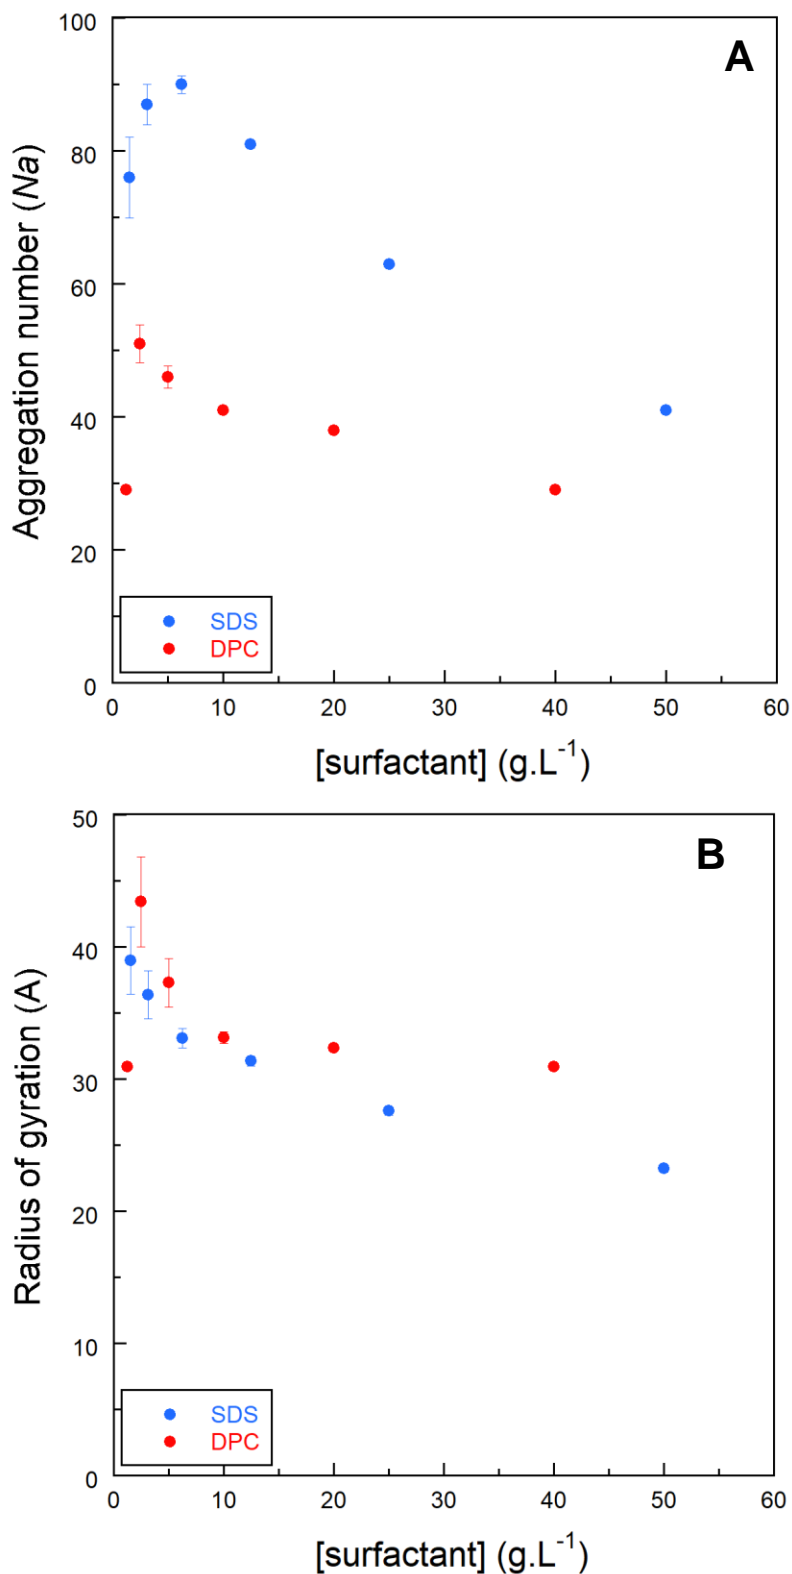 A
100
80
60
40
20
0
Aggregation number (Na)
SDS
DPC
0 10 20 30 40 50 60
[surfactant] (g.L⁻¹)
B
50
40
30
20
10
0
Radius of gyration (A)
SDS
DPC
0 10 20 30 40 50 60
[surfactant] (g.L⁻¹)